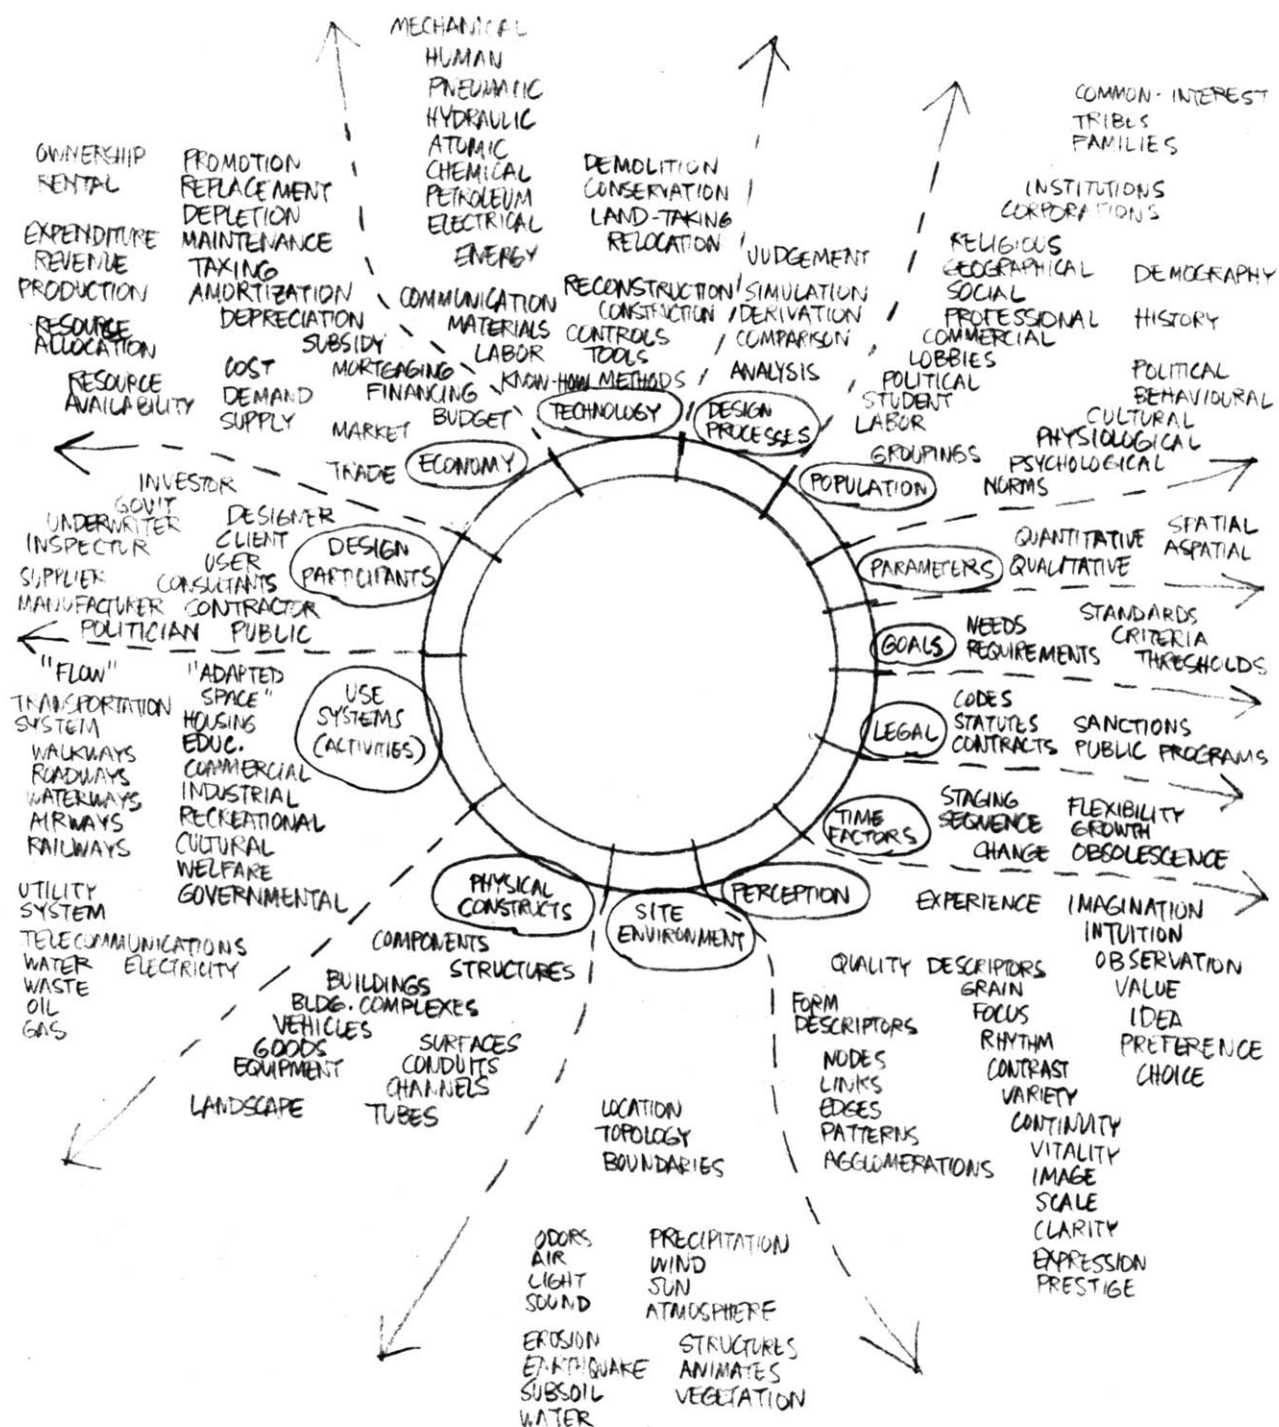 MECHANICAL
HUMAN
PNEUMATIC
HYDRAULIC
ATOMIC
CHEMICAL
PETROLEUM
ELECTRICAL
ENERGY
COMMUNICATION
MATERIALS
LABOR
KNOW-HOW METHODS
DEMOLITION
CONSERVATION
LAND-TAKING
RELOCATION
RECONSTRUCTION
CONSTRUCTION
CONTROLS
TOOLS
TECHNOLOGY
JUDGEMENT
SIMULATION
DERIVATION
COMPARISON
ANALYSIS
DESIGN
PROCESSES
COMMON-INTEREST
TRIBES
FAMILIES
INSTITUTIONS
CORPORATIONS
RELIGIOUS
GEOGRAPHICAL
SOCIAL
PROFESSIONAL
COMMERCIAL
LOBBIES
POLITICAL
STUDENT
LABOR
GROUPINGS
DEMOGRAPHY
HISTORY
POLITICAL
BEHAVIOURAL
CULTURAL
PHYSIOLOGICAL
PSYCHOLOGICAL
NORMS
POPULATION
QUANTITATIVE
QUALITATIVE
SPATIAL
ASPATIAL
PARAMETERS
GOALS
NEEDS
REQUIREMENTS
STANDARDS
CRITERIA
THRESHOLDS
LEGAL
CODES
STATUTES
CONTRACTS
SANCTIONS
PUBLIC PROGRAMS
TIME
FACTORS
STAGING
SEQUENCE
CHANGE
FLEXIBILITY
GROWTH
OBSOLESCENCE
PERCEPTION
EXPERIENCE
IMAGINATION
INTUITION
OBSERVATION
VALUE
IDEA
PREFERENCE
CHOICE
QUALITY DESCRIPTORS
GRAIN
FOCUS
RHYTHM
CONTRAST
VARIETY
CONTINUITY
VITALITY
IMAGE
SCALE
CLARITY
EXPRESSION
PRESTIGE
FORM
DESCRIPTORS
NODES
LINKS
EDGES
PATTERNS
AGGLOMERATIONS
SITE
ENVIRONMENT
LOCATION
TOPOLOGY
BOUNDARIES
ODORS
AIR
LIGHT
SOUND
PRECIPITATION
WIND
SUN
ATMOSPHERE
EROSION
EARTHQUAKE
SUBSOIL
WATER
STRUCTURES
ANIMATES
VEGETATION
PHYSICAL
CONSTRUCTS
COMPONENTS
STRUCTURES
BUILDINGS
BLDG. COMPLEXES
VEHICLES
GOODS
EQUIPMENT
LANDSCAPE
SURFACES
CONDUITS
CHANNELS
TUBES
USE
SYSTEMS
(ACTIVITIES)
"FLOW"
TRANSPORTATION
SYSTEM
WALKWAYS
ROADWAYS
WATERWAYS
AIRWAYS
RAILWAYS
UTILITY
SYSTEM
TELECOMMUNICATIONS
WATER ELECTRICITY
WASTE
OIL
GAS
"ADAPTED
SPACE"
HOUSING
EDUC.
COMMERCIAL
INDUSTRIAL
RECREATIONAL
CULTURAL
WELFARE
GOVERNMENTAL
DESIGN
PARTICIPANTS
INVESTOR
GOV'T
UNDERWRITER
INSPECTOR
SUPPLIER
MANUFACTURER
POLITICIAN
DESIGNER
CLIENT
USER
CONSULTANTS
CONTRACTOR
PUBLIC
ECONOMY
OWNERSHIP
RENTAL
EXPENDITURE
REVENUE
PRODUCTION
RESOURCE
ALLOCATION
RESOURCE
AVAILABILITY
PROMOTION
REPLACEMENT
DEPLETION
MAINTENANCE
TAXING
AMORTIZATION
DEPRECIATION
SUBSIDY
COST
DEMAND
SUPPLY
MORTGAGING
FINANCING
BUDGET
MARKET
TRADE